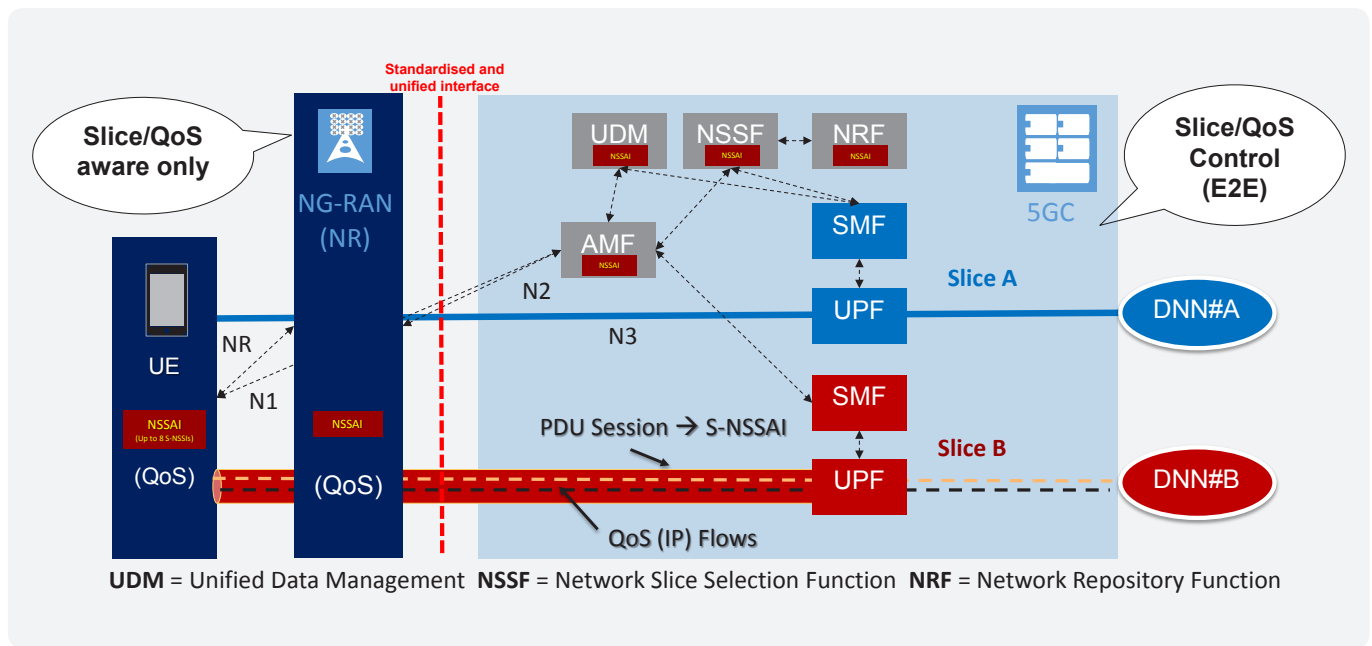 Standardised and
unified interface
Slice/QoS
aware only
NG-RAN
(NR)
UDM
NSSAI
NSSF
NSSAI
NRF
NSSAI
5GC
Slice/QoS
Control
(E2E)
AMF
NSSAI
SMF
UPF
Slice A
DNN#A
N2
N3
NR
N1
UE
NSSAI
(Up to 8 S-NSSIs)
(QoS)
NSSAI
(QoS)
PDU Session → S-NSSAI
QoS (IP) Flows
SMF
UPF
Slice B
DNN#B
UDM = Unified Data Management NSSF = Network Slice Selection Function NRF = Network Repository Function